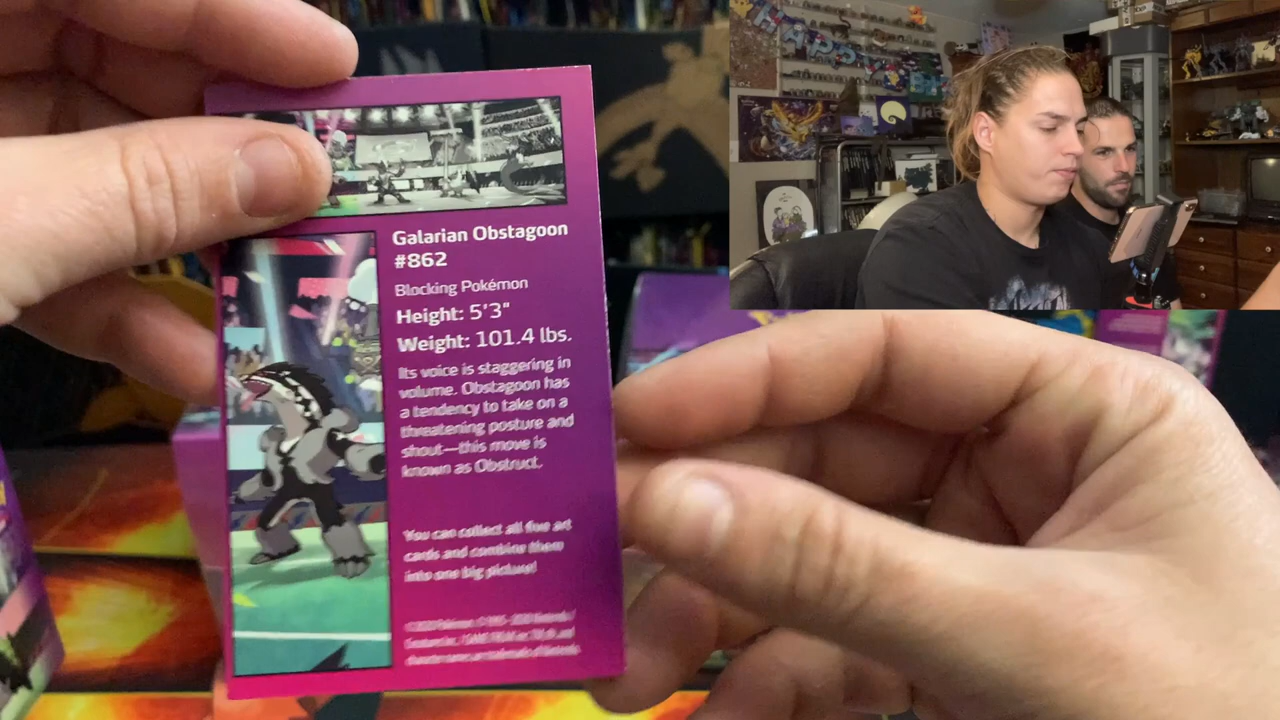 Galarian Obstagoon
#862
Blocking Pokémon
Height: 5'3"
Weight: 101.4 lbs.
Its voice is staggering in
volume. Obstagoon has
a tendency to take on a
threatening posture and
shout—this move is
known as Obstruct.
You can collect all five art
cards and combine them
into one big picture!